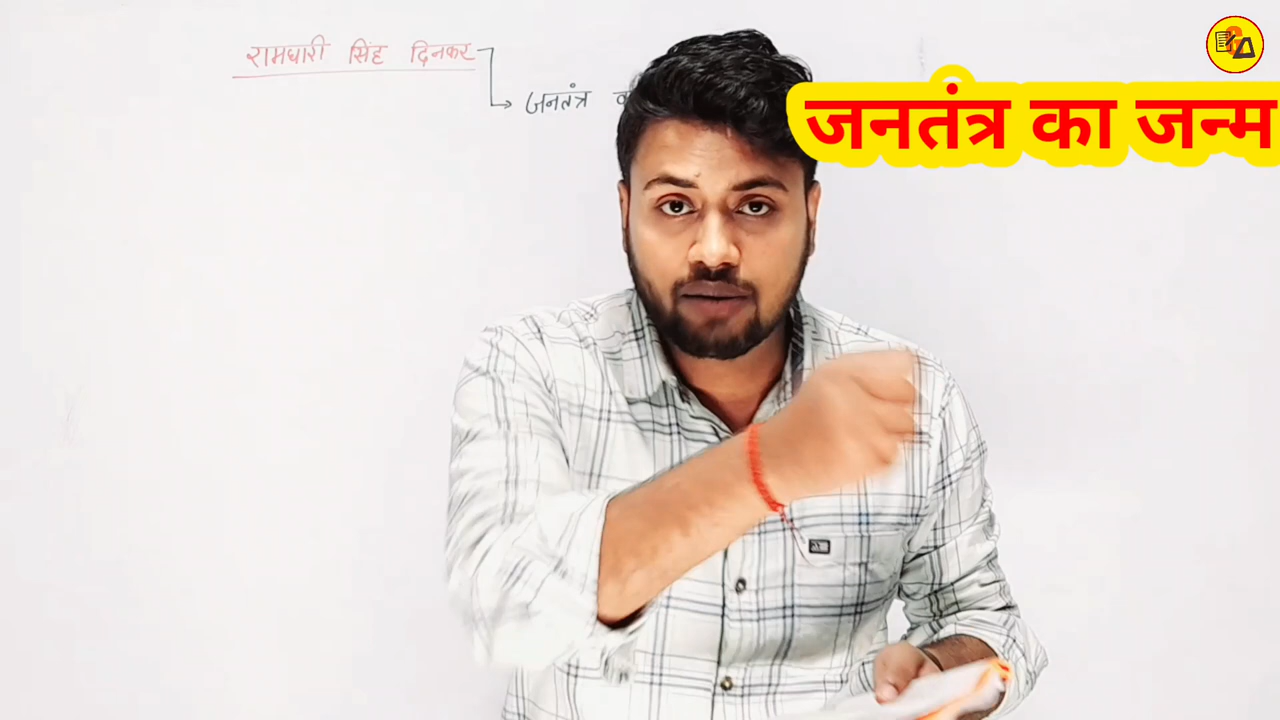 रामधारी सिंह दिनकर
जनतंत्र
जनतंत्र का जन्म